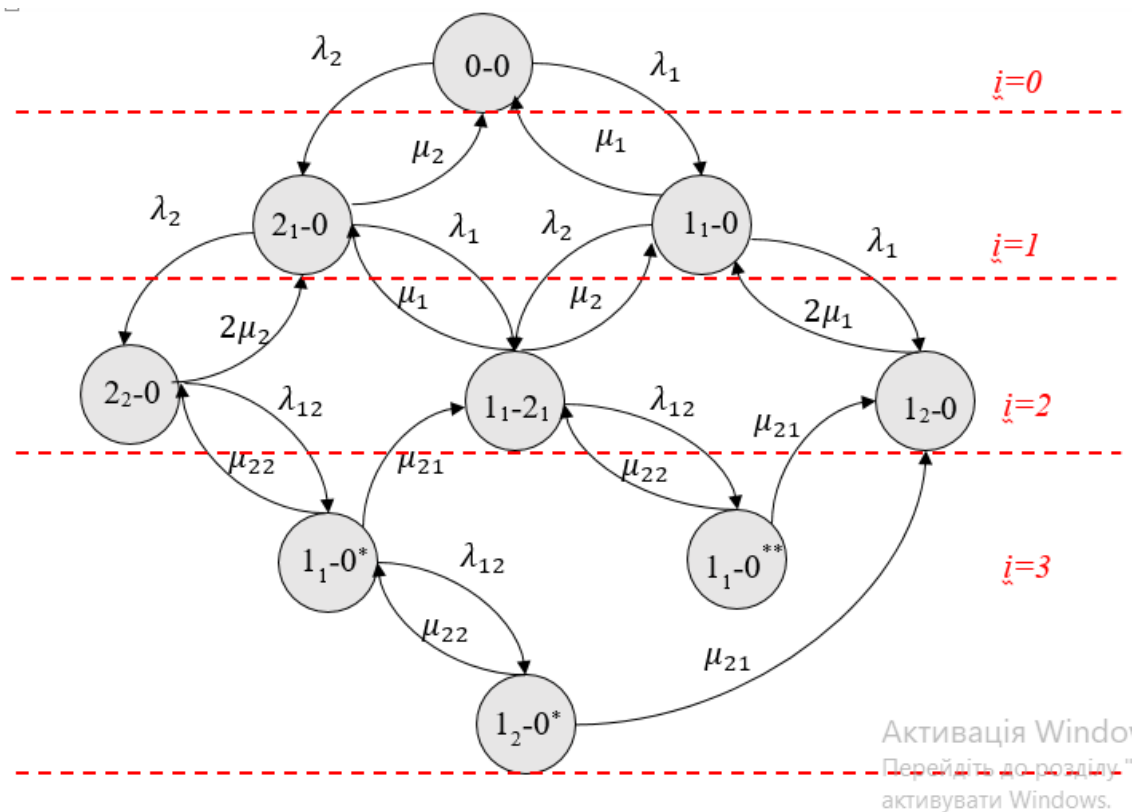 λ₂
0-0
λ₁
i=0
μ₂
μ₁
λ₂
2₁-0
λ₁
λ₂
1₁-0
λ₁
i=1
2μ₂
μ₁
μ₂
2μ₁
2₂-0
λ₁₂
1₁-2₁
λ₁₂
μ₂₁
1₂-0
i=2
μ₂₂
μ₂₁
μ₂₂
1₁-0*
λ₁₂
1₁-0**
i=3
μ₂₂
μ₂₁
1₂-0*
Активація Windo
Перейдіть до розділу "
активувати Windows.